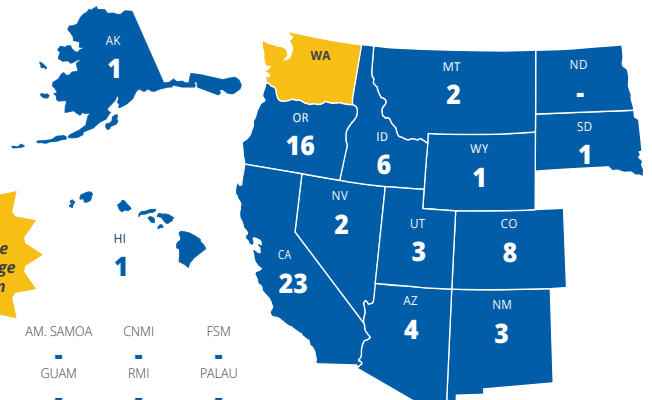 AK
1
WA
MT
2
ND
-
OR
16
ID
6
SD
1
WY
1
NV
2
UT
3
CO
8
HI
1
CA
23
AZ
4
NM
3
e
ge
n
AM. SAMOA CNMI FSM
- - -
GUAM RMI PALAU
- - -